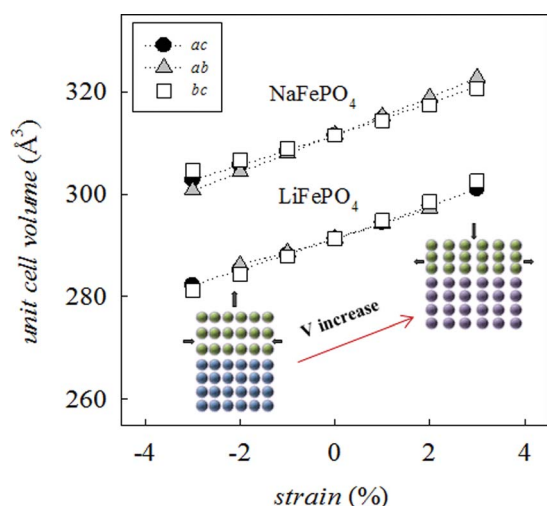 ac
ab
bc
NaFePO4
LiFePO4
V increase
unit cell volume (Å3)
320
300
280
260
-4
-2
0
2
4
strain (%)